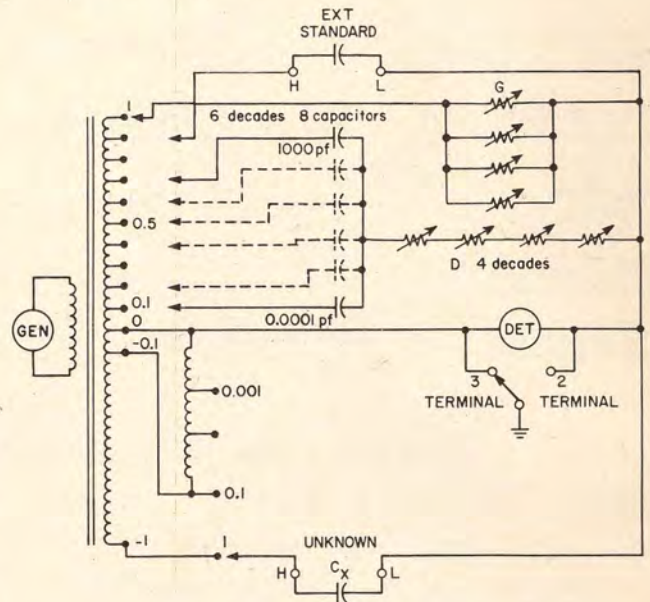 EXT
STANDARD
H L
G
1
6 decades 8 capacitors
1000 pf
0.5
D 4 decades
0.1
0.0001 pf
0
GEN
DET
-0.1
3 2
TERMINAL TERMINAL
0.001
0.1
-1
1
UNKNOWN
H CX L